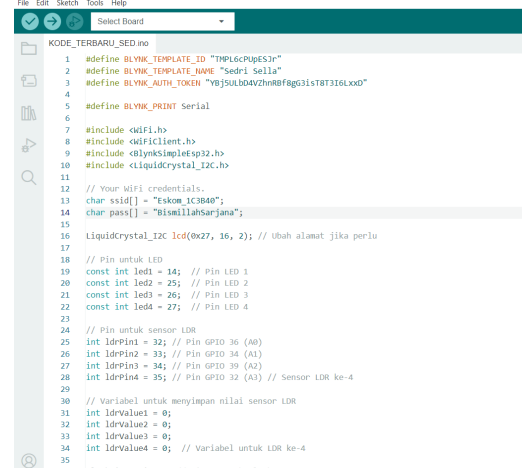 File Edit Sketch Tools Help
Select Board
KODE_TERBARU_SED.ino
1 #define BLYNK_TEMPLATE_ID "TMPL6cPUpESJr"
2 #define BLYNK_TEMPLATE_NAME "Sedri Sella"
3 #define BLYNK_AUTH_TOKEN "YBj5ULbD4VZhnRBf8gG3isT8T3I6LxxD"
4
5 #define BLYNK_PRINT Serial
6
7 #include <WiFi.h>
8 #include <WiFiClient.h>
9 #include <BlynkSimpleEsp32.h>
10 #include <LiquidCrystal_I2C.h>
11
12 // Your WiFi credentials.
13 char ssid[] = "Eskom_1C3B40";
14 char pass[] = "BismillahSarjana";
15
16 LiquidCrystal_I2C lcd(0x27, 16, 2); // Ubah alamat jika perlu
17
18 // Pin untuk LED
19 const int led1 = 14; // Pin LED 1
20 const int led2 = 25; // Pin LED 2
21 const int led3 = 26; // Pin LED 3
22 const int led4 = 27; // Pin LED 4
23
24 // Pin untuk sensor LDR
25 int ldrPin1 = 32; // Pin GPIO 36 (A0)
26 int ldrPin2 = 33; // Pin GPIO 34 (A1)
27 int ldrPin3 = 34; // Pin GPIO 39 (A2)
28 int ldrPin4 = 35; // Pin GPIO 32 (A3) // Sensor LDR ke-4
29
30 // Variabel untuk menyimpan nilai sensor LDR
31 int ldrValue1 = 0;
32 int ldrValue2 = 0;
33 int ldrValue3 = 0;
34 int ldrValue4 = 0; // Variabel untuk LDR ke-4
35